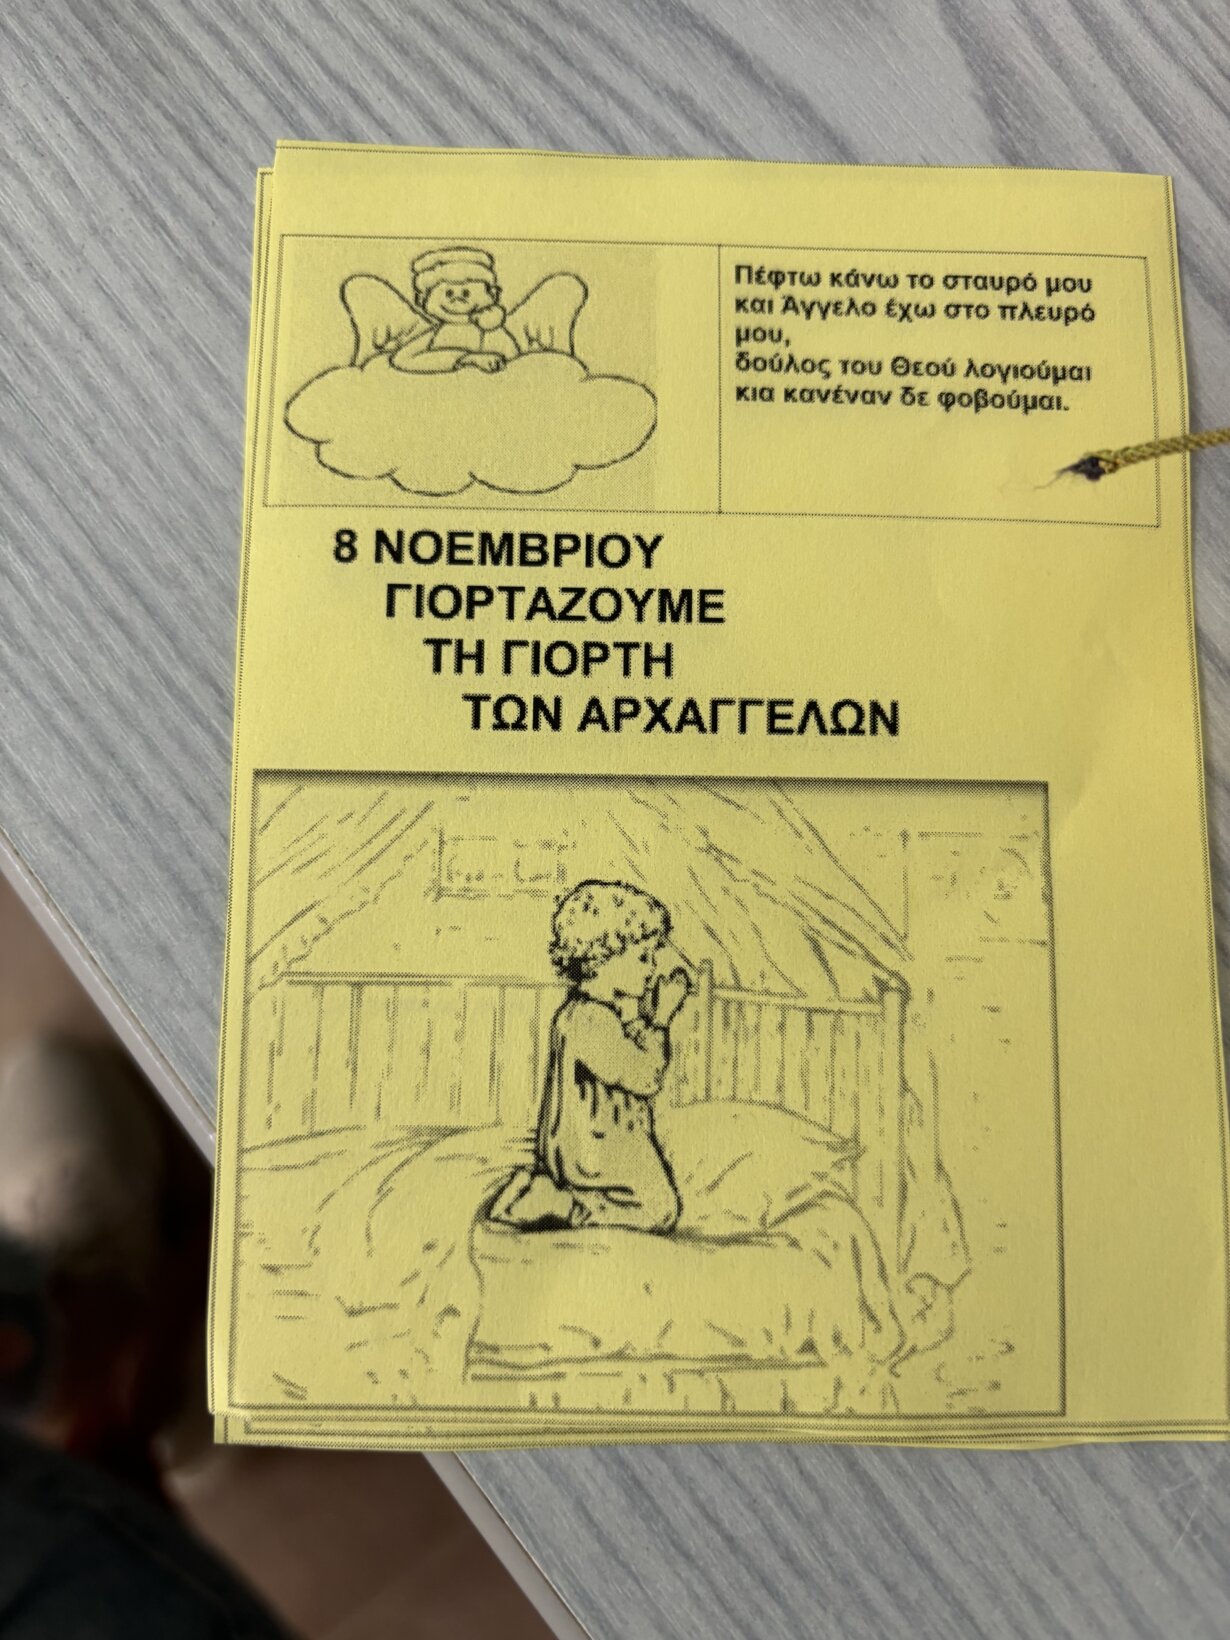 Πέφτω κάνω το σταυρό μου
και Άγγελο έχω στο πλευρό
μου,
δούλος του Θεού λογιούμαι
κια κανέναν δε φοβούμαι.
8 ΝΟΕΜΒΡΙΟΥ
ΓΙΟΡΤΑΖΟΥΜΕ
ΤΗ ΓΙΟΡΤΗ
ΤΩΝ ΑΡΧΑΓΓΕΛΩΝ